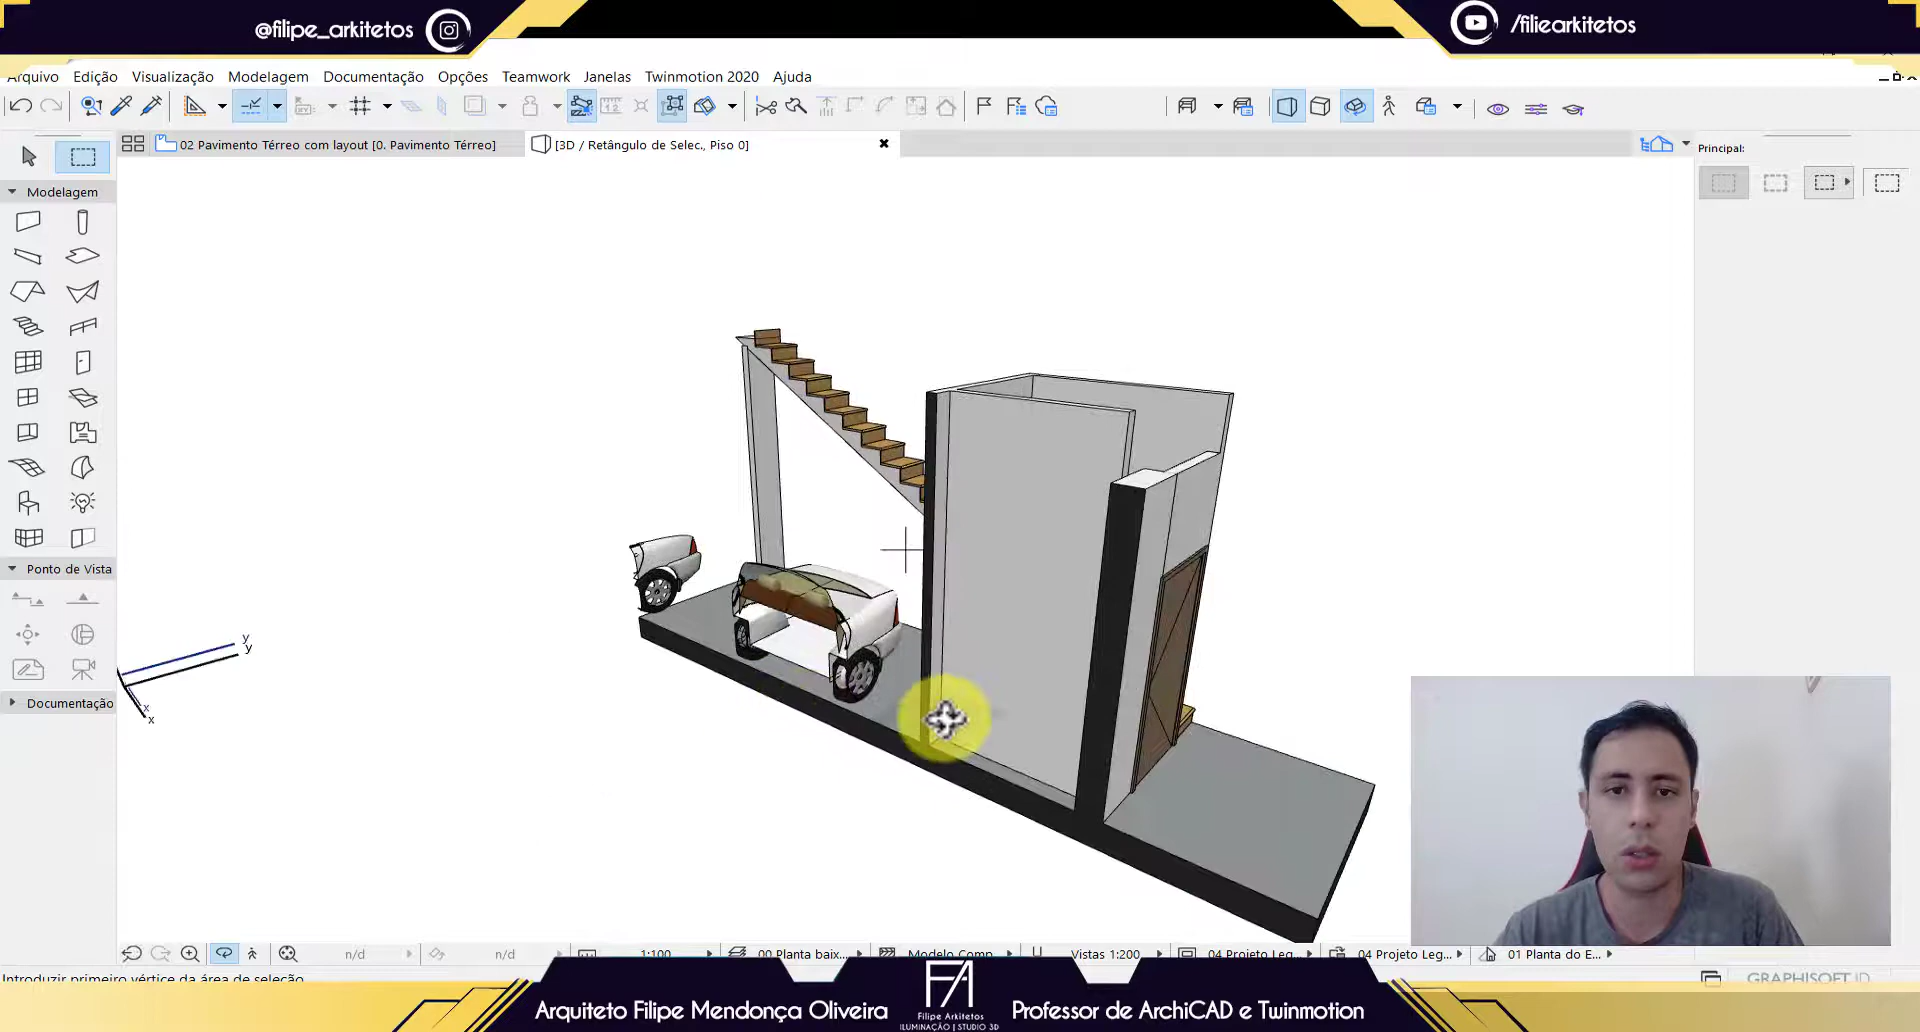 @filipe_arkitetos
/filiearkitetos
Arquivo Edição Visualização Modelagem Documentação Opções Teamwork Janelas Twinmotion 2020 Ajuda
02 Pavimento Térreo com layout [0. Pavimento Térreo]
[3D / Retângulo de Selec., Piso 0]
Principal:
Modelagem
Ponto de Vista
Documentação
y
y
x
x
n/d
n/d
1:100
00 Planta baix...
Modelo Comp...
Vistas 1:200
04 Projeto Leg...
04 Projeto Leg...
01 Planta do E...
Introduzir primeiro vértice da área de seleção.
GRAPHISOFT ID
Arquiteto Filipe Mendonça Oliveira
FA
Filipe Arkitetos
ILUMINAÇÃO | STUDIO 3D
Professor de ArchiCAD e Twinmotion